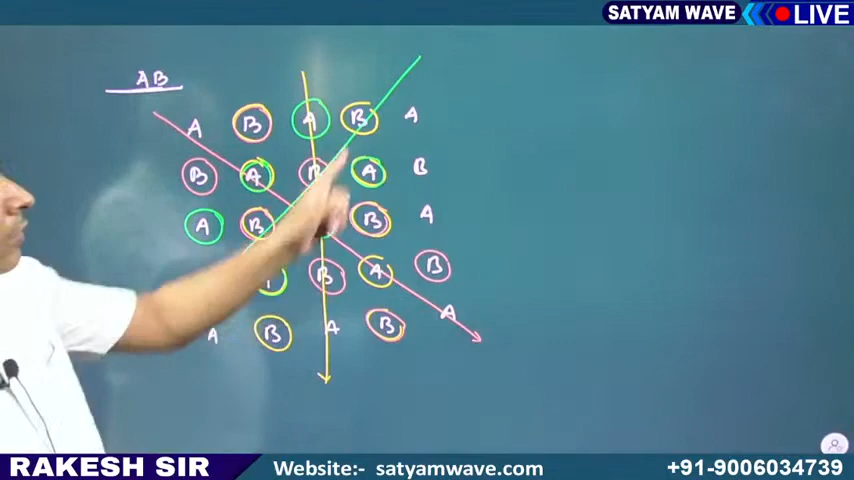 SATYAM WAVE LIVE
AB
A B A B A
B A B A B
A B B A
B A B
A B A B A
RAKESH SIR Website:- satyamwave.com +91-9006034739